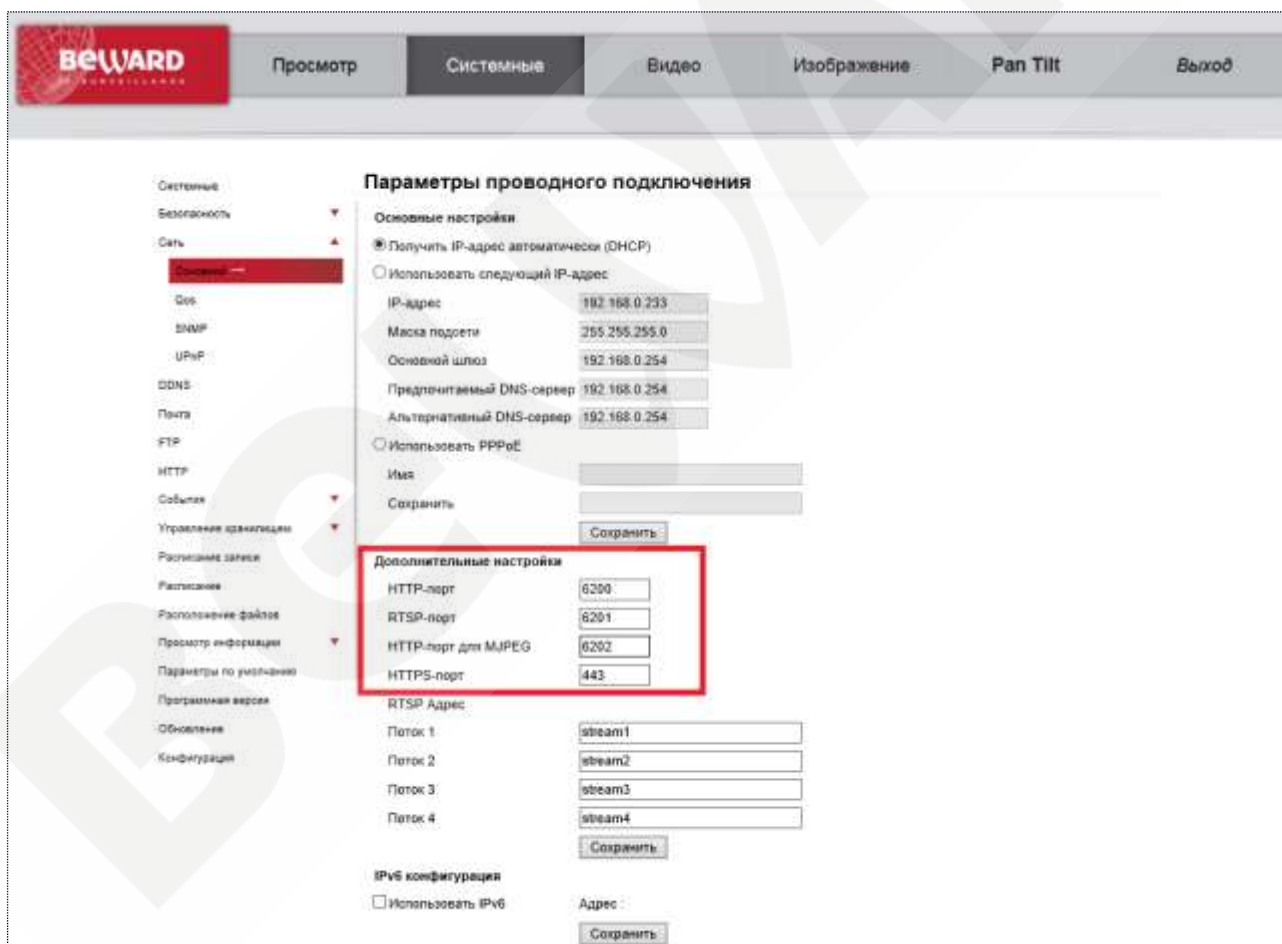 BEWARD
Просмотр Системные Видео Изображение Pan Tilt Выход
Параметры проводного подключения
Системные
Безопасность
Сеть
Основной
Qos
SNMP
UPnP
DDNS
Почта
FTP
HTTP
События
Управление хранилищем
Расписание записи
Расписание
Расположение файлов
Просмотр информации
Параметры по умолчанию
Программная версия
Обновление
Конфигурация
Основные настройки
Получить IP-адрес автоматически (DHCP)
Использовать следующий IP-адрес
IP-адрес 192.168.0.233
Маска подсети 255.255.255.0
Основной шлюз 192.168.0.254
Предпочитаемый DNS-сервер 192.168.0.254
Альтернативный DNS-сервер 192.168.0.254
Использовать PPPoE
Имя
Сохранить
Сохранить
Дополнительные настройки
HTTP-порт 6200
RTSP-порт 6201
HTTP-порт для MJPEG 6202
HTTPS-порт 443
RTSP Адрес
Поток 1 stream1
Поток 2 stream2
Поток 3 stream3
Поток 4 stream4
Сохранить
IPv6 конфигурация
Использовать IPv6 Адрес :
Сохранить